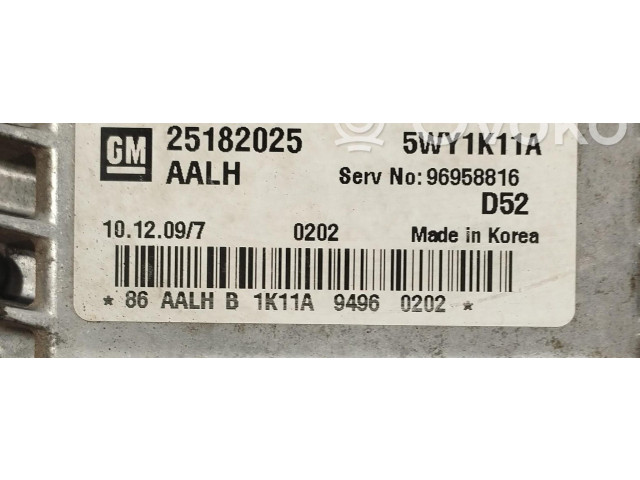 GM 25182025 5WY1K11A
AALH Serv No: 96958816
D52
10.12.09/7 0202 Made in Korea
* 86 AALH B 1K11A 9496 0202 *